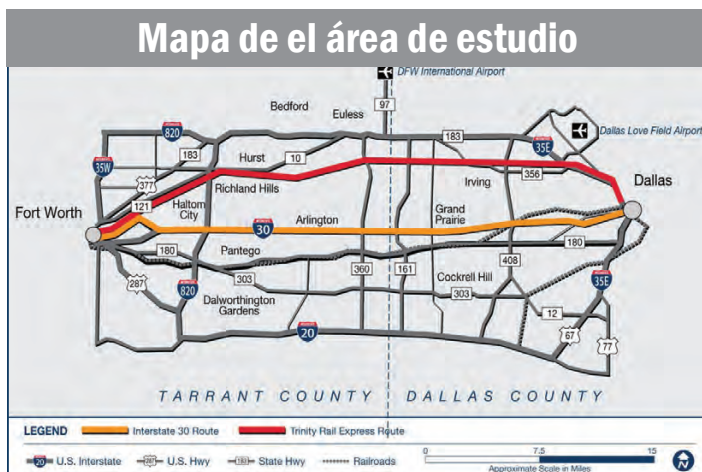 Mapa de el área de estudio
DFW International Airport
Bedford
Euless
97
820
183
35E
Dallas Love Field Airport
35W
183
Hurst
10
377
Richland Hills
Irving
356
Dallas
121
Haltom
City
Fort Worth
30
Arlington
Grand
Prairie
180
Pantego
180
360
161
408
Cockrell Hill
35E
287
820
303
303
Dalworthington
Gardens
12
20
67
77
TARRANT COUNTY
DALLAS COUNTY
LEGEND
Interstate 30 Route
Trinity Rail Express Route
20 U.S. Interstate
287 U.S. Hwy
183 State Hwy
Railroads
0
7.5
15
Approximate Scale in Miles
N